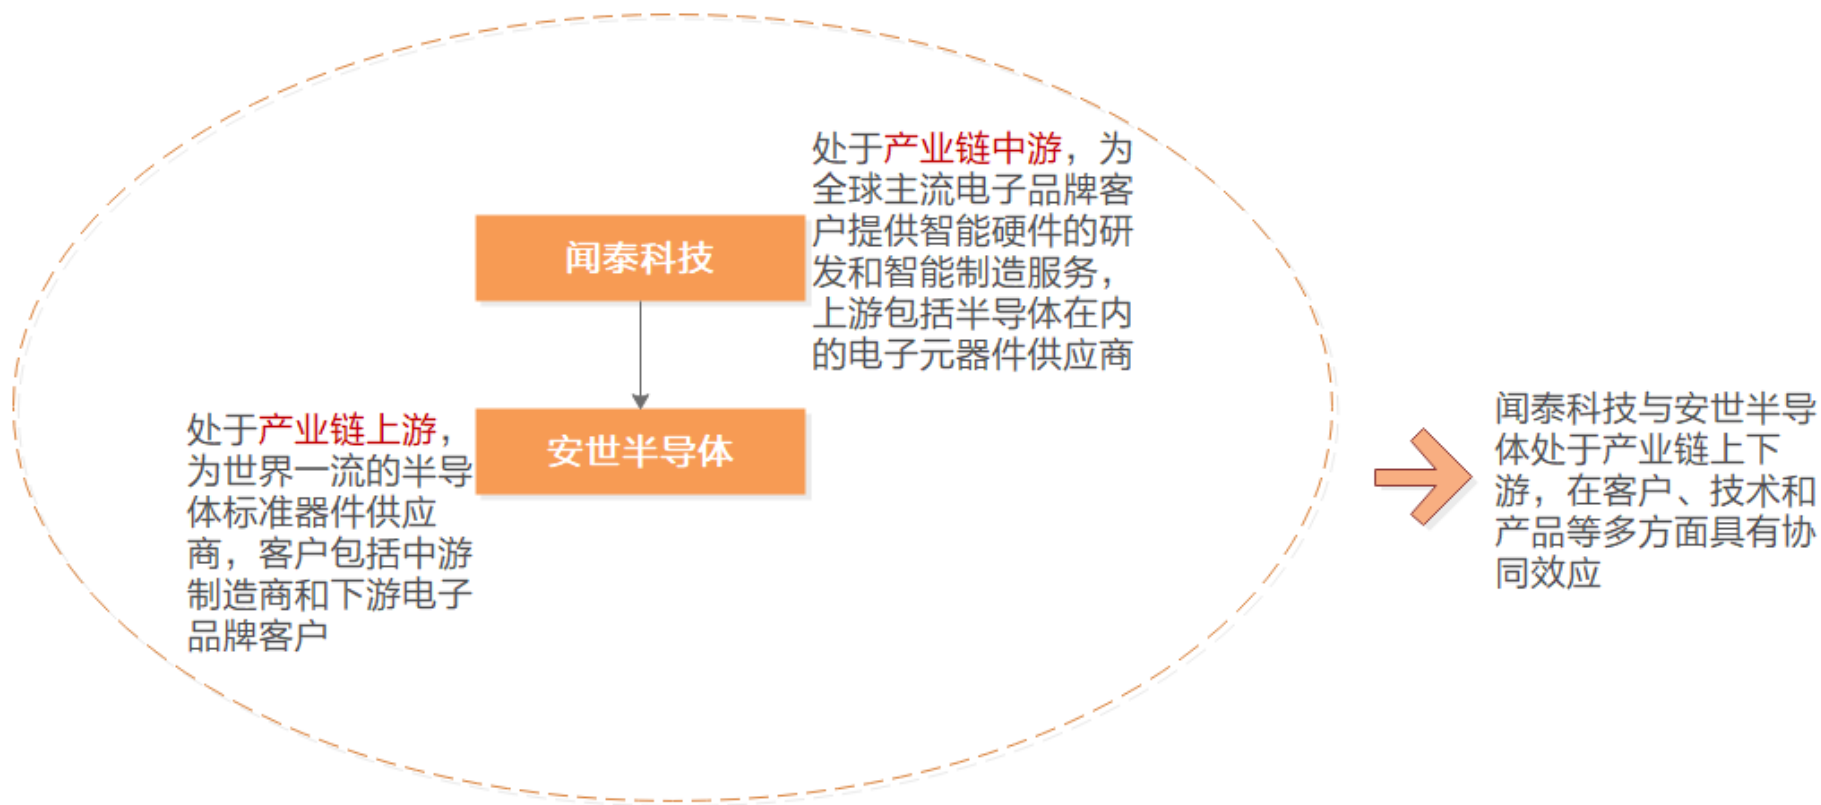 处于产业链中游，为
全球主流电子品牌客
户提供智能硬件的研
发和智能制造服务，
上游包括半导体在内
的电子元器件供应商
闻泰科技
安世半导体
处于产业链上游，
为世界一流的半导
体标准器件供应
商，客户包括中游
制造商和下游电子
品牌客户
闻泰科技与安世半导
体处于产业链上下
游，在客户、技术和
产品等多方面具有协
同效应